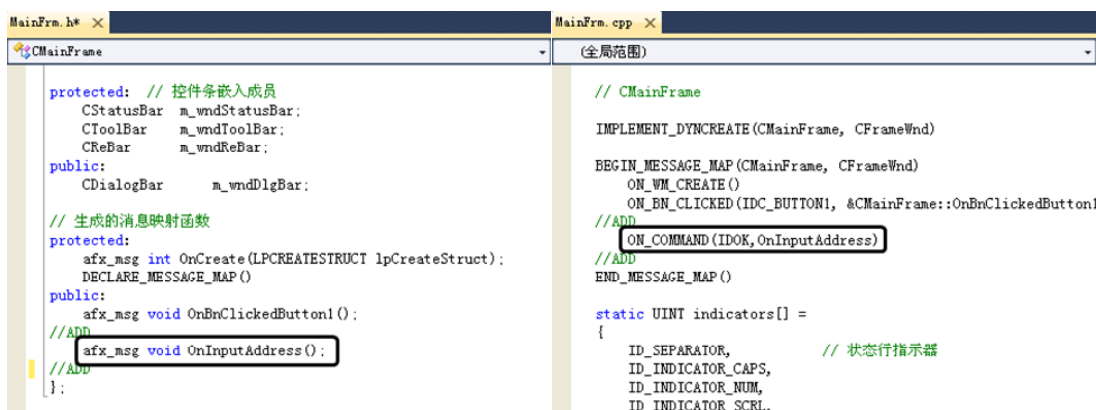 MainFrm.h*
CMainFrame
protected: // 控件条嵌入成员
CStatusBar m_wndStatusBar;
CToolBar m_wndToolBar;
CReBar m_wndReBar;
public:
CDialogBar m_wndDlgBar;
// 生成的消息映射函数
protected:
afx_msg int OnCreate(LPCREATESTRUCT lpCreateStruct);
DECLARE_MESSAGE_MAP()
public:
afx_msg void OnBnClickedButton1();
//ADD
afx_msg void OnInputAddress();
//ADD
};
MainFrm.cpp
(全局范围)
// CMainFrame
IMPLEMENT_DYNCREATE(CMainFrame, CFrameWnd)
BEGIN_MESSAGE_MAP(CMainFrame, CFrameWnd)
ON_WM_CREATE()
ON_BN_CLICKED(IDC_BUTTON1, &CMainFrame::OnBnClickedButton1
//ADD
ON_COMMAND(IDOK,OnInputAddress)
//ADD
END_MESSAGE_MAP()
static UINT indicators[] =
{
ID_SEPARATOR, // 状态行指示器
ID_INDICATOR_CAPS,
ID_INDICATOR_NUM,
ID_INDICATOR_SCRL,